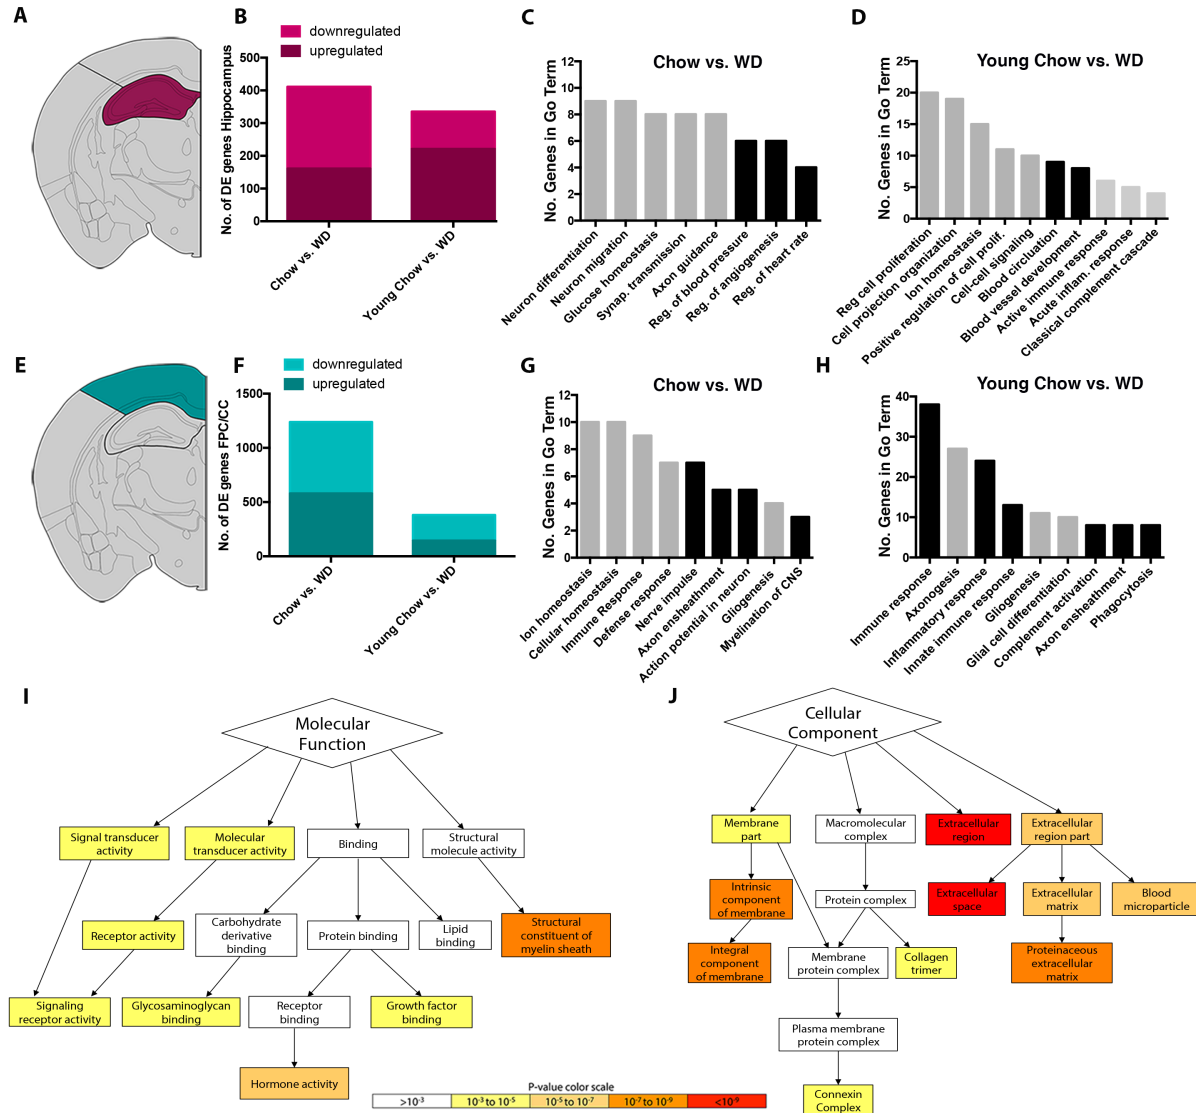 A
B
downregulated
upregulated
No. of DE genes Hippocampus
500
400
300
200
100
0
Chow vs. WD
Young Chow vs. WD
C
Chow vs. WD
No. Genes in Go Term
12
10
8
6
4
2
0
Neuron differentiation
Neuron migration
Glucose homeostasis
Synap. transmission
Axon guidance
Reg. of blood pressure
Reg. of angiogenesis
Reg. of heart rate
D
Young Chow vs. WD
No. Genes in Go Term
25
20
15
10
5
0
Reg cell proliferation
Cell projection organization
Ion homeostasis
Positive regulation of cell prolif.
Cell-cell signaling
Blood circulation
Blood vessel development
Active immune response
Acute inflam. response
Classical complement cascade
E
F
downregulated
upregulated
No. of DE genes FPC/CC
1500
1000
500
0
Chow vs. WD
Young Chow vs. WD
G
Chow vs. WD
No. Genes in Go Term
12
10
8
6
4
2
0
Ion homeostasis
Cellular homeostasis
Immune Response
Defense response
Nerve impulse
Axon ensheathment
Action potential in neuron
Gliogenesis
Myelination of CNS
H
Young Chow vs. WD
No. Genes in Go Term
40
30
20
10
0
Immune response
Axonogesis
Inflammatory response
Innate immune response
Gliogenesis
Glial cell differentiation
Complement activation
Axon ensheathment
Phagocytosis
I
Molecular
Function
Signal transducer
activity
Molecular
transducer activity
Binding
Structural
molecule activity
Receptor activity
Carbohydrate
derivative
binding
Protein binding
Lipid
binding
Structural
constituent of
myelin sheath
Signaling
receptor activity
Glycosaminoglycan
binding
Receptor
binding
Growth factor
binding
Hormone activity
J
Cellular
Component
Membrane
part
Macromolecular
complex
Extracellular
region
Extracellular
region part
Intrinsic
component
of membrane
Protein complex
Extracellular
space
Extracellular
matrix
Blood
microparticle
Integral
component
of membrane
Membrane
protein complex
Collagen
trimer
Proteinaceous
extracellular
matrix
Plasma membrane
protein complex
Connexin
Complex
P-value color scale
>10-3
10-3 to 10-5
10-5 to 10-7
10-7 to 10-9
<10-9